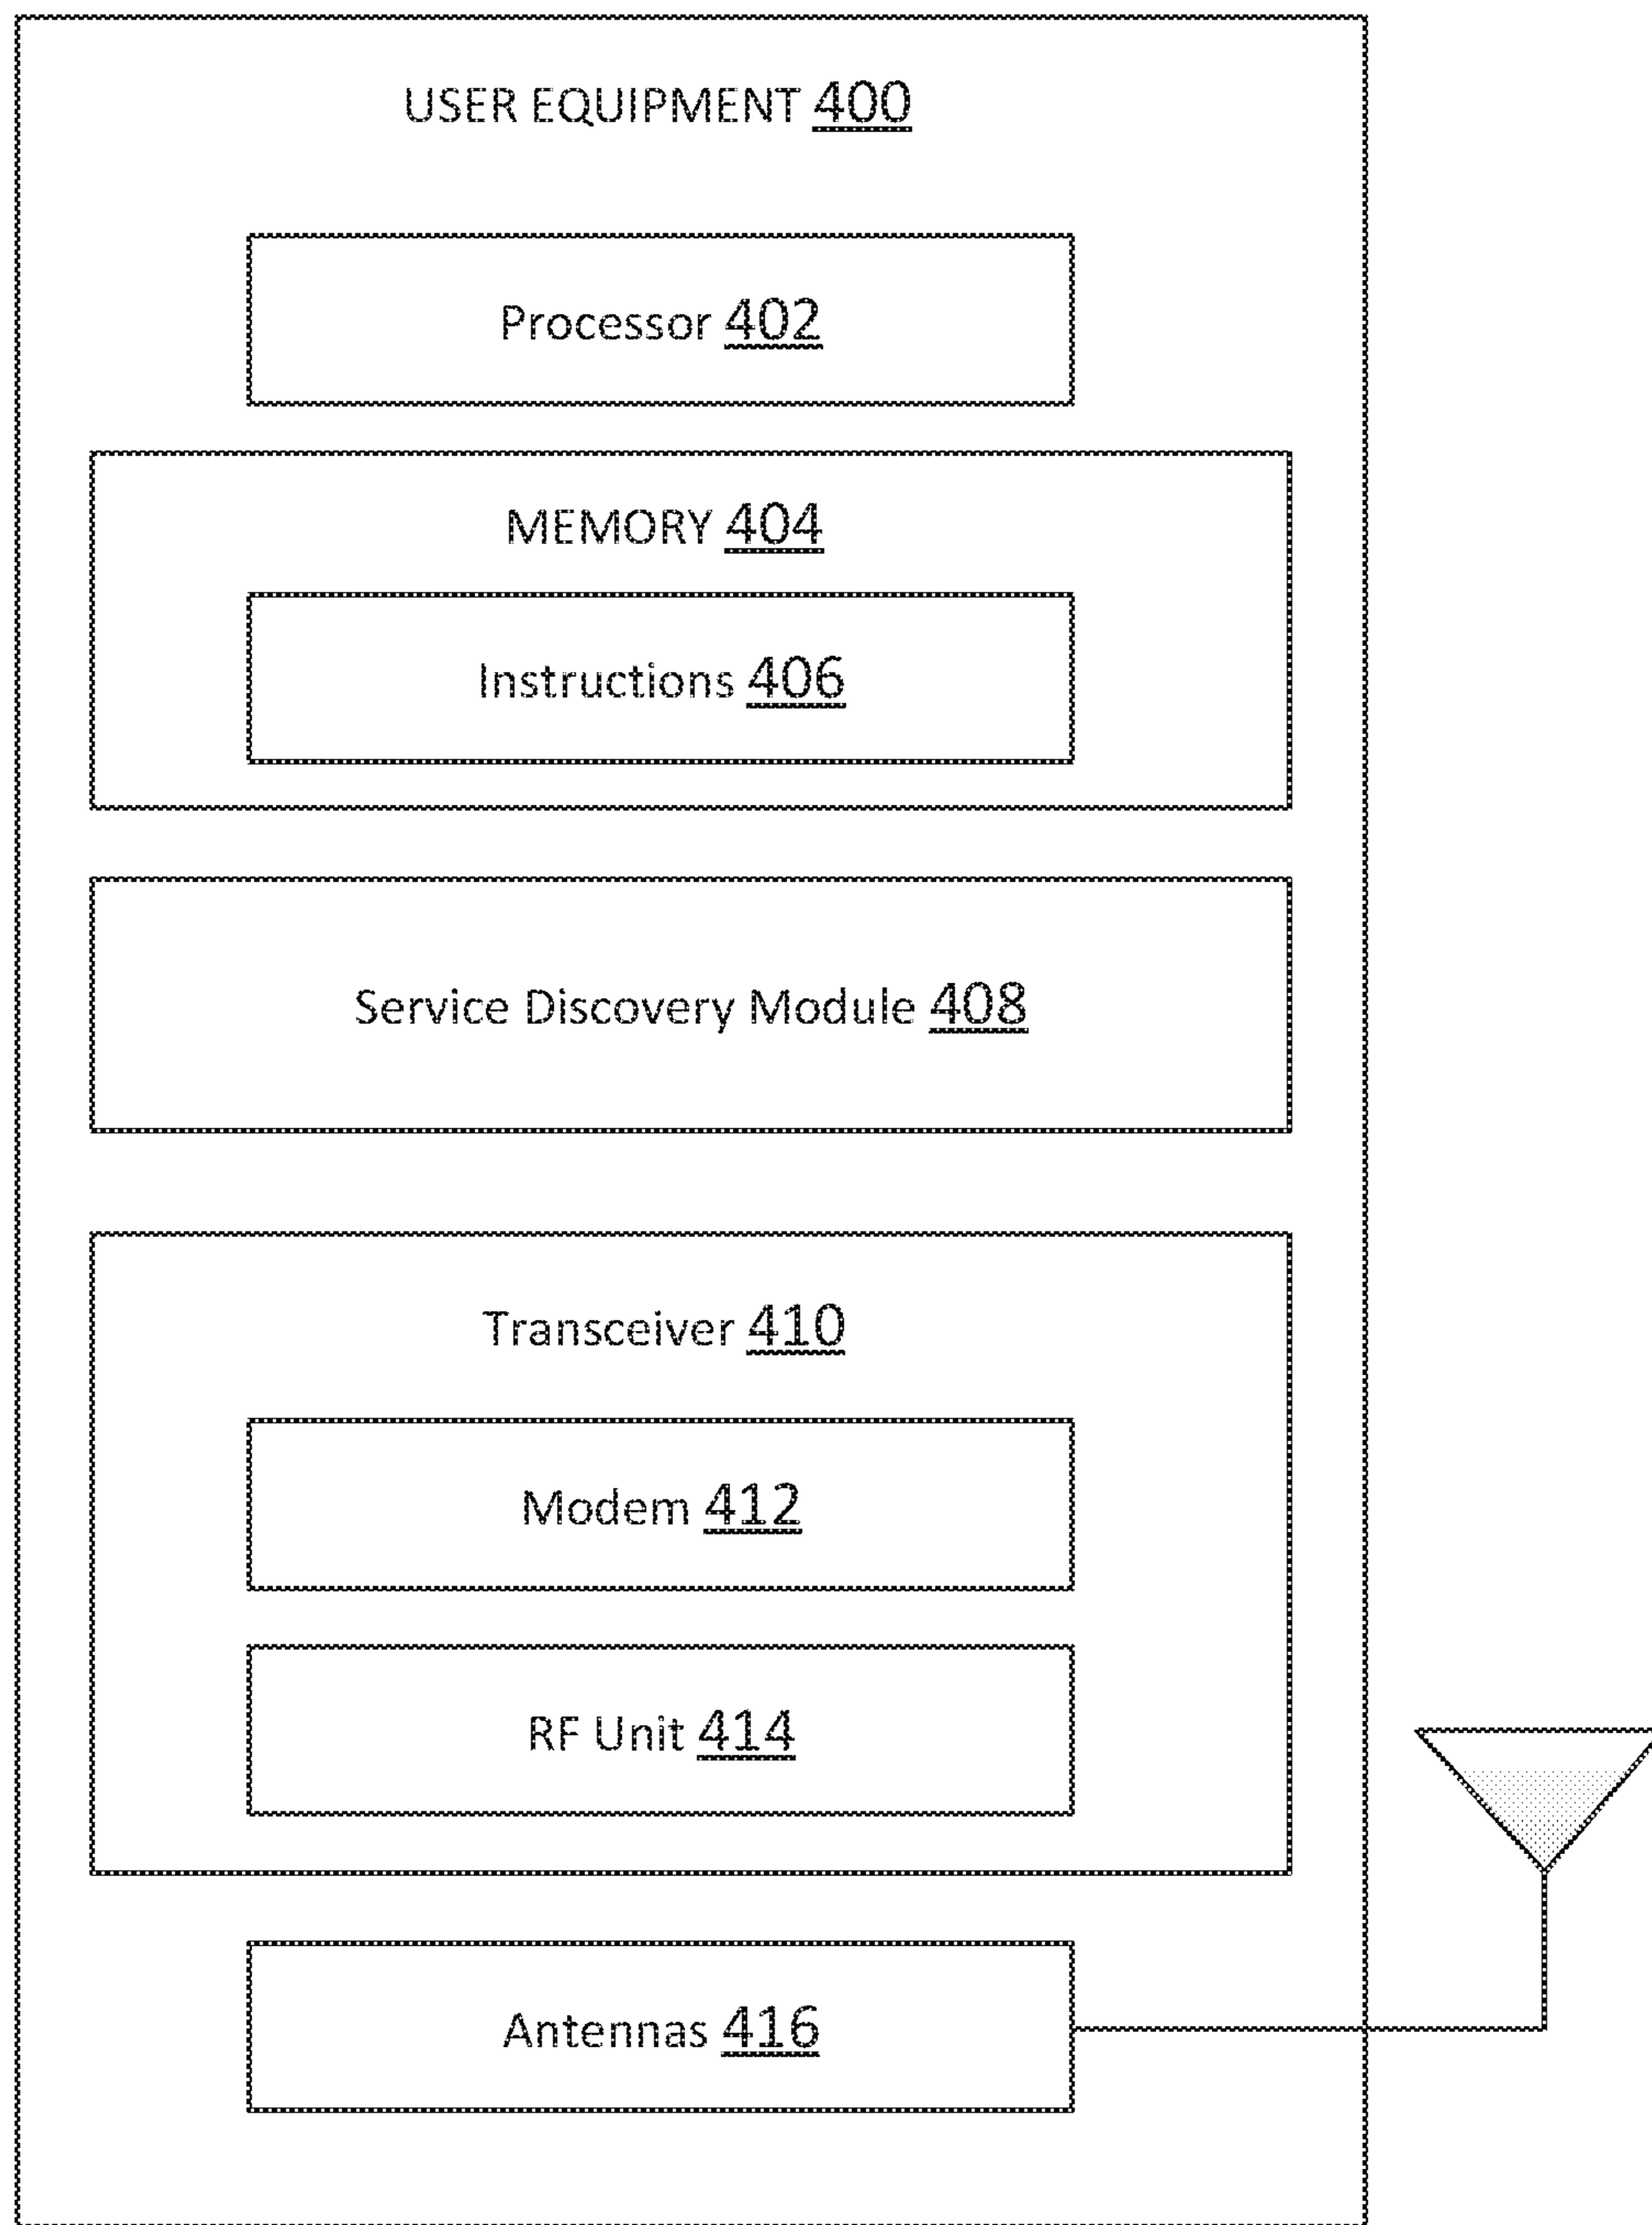 USER EQUIPMENT 400
Processor 402
MEMORY 404
Instructions 406
Service Discovery Module 408
Transceiver 410
Modem 412
RF Unit 414
Antennas 416